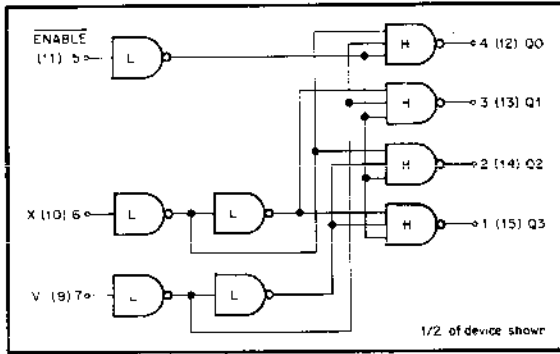 ENABLE
(11) 5
L
H
4 (12) Q0
H
3 (13) Q1
H
2 (14) Q2
X (10) 6
L
L
H
1 (15) Q3
V (9) 7
L
L
1/2 of device shown